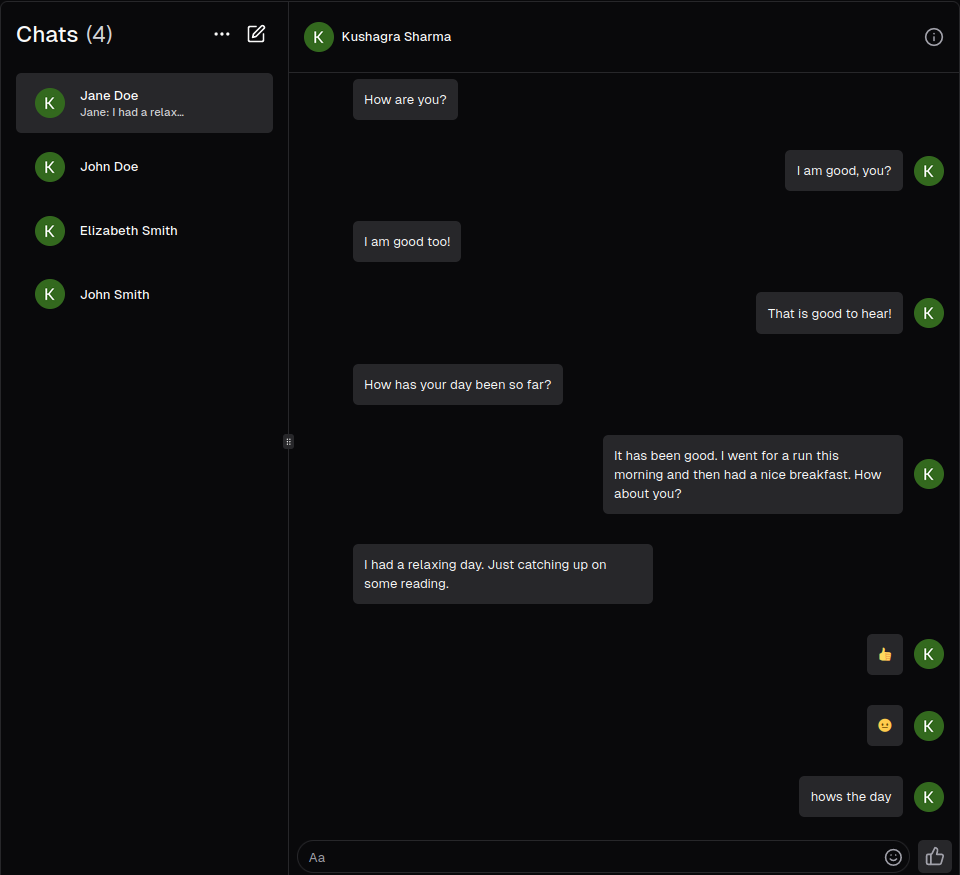 Chats (4)
K
Jane Doe
Jane: I had a relax...
K
John Doe
K
Elizabeth Smith
K
John Smith
K
Kushagra Sharma
How are you?
I am good, you?
K
I am good too!
That is good to hear!
K
How has your day been so far?
It has been good. I went for a run this
morning and then had a nice breakfast. How
about you?
K
I had a relaxing day. Just catching up on
some reading.
👍
K
😐
K
hows the day
K
Aa